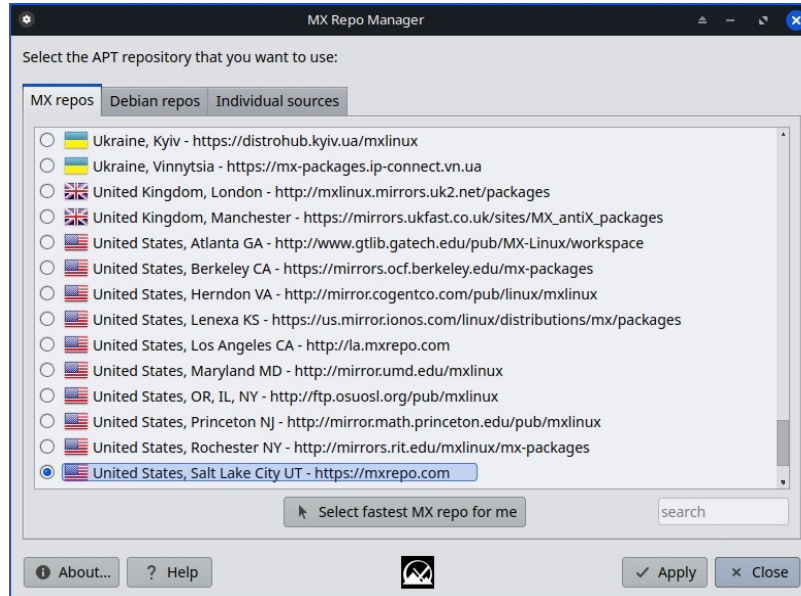 MX Repo Manager
Select the APT repository that you want to use:
MX repos Debian repos Individual sources
Ukraine, Kyiv - https://distrohub.kyiv.ua/mxlinux
Ukraine, Vinnytsia - https://mx-packages.ip-connect.vn.ua
United Kingdom, London - http://mxlinux.mirrors.uk2.net/packages
United Kingdom, Manchester - https://mirrors.ukfast.co.uk/sites/MX_antiX_packages
United States, Atlanta GA - http://www.gtlib.gatech.edu/pub/MX-Linux/workspace
United States, Berkeley CA - https://mirrors.ocf.berkeley.edu/mx-packages
United States, Herndon VA - http://mirror.cogentco.com/pub/linux/mxlinux
United States, Lenexa KS - https://us.mirror.ionos.com/linux/distributions/mx/packages
United States, Los Angeles CA - http://la.mxrepo.com
United States, Maryland MD - http://mirror.umd.edu/mxlinux
United States, OR, IL, NY - http://ftp.osuosl.org/pub/mxlinux
United States, Princeton NJ - http://mirror.math.princeton.edu/pub/mxlinux
United States, Rochester NY - http://mirrors.rit.edu/mxlinux/mx-packages
United States, Salt Lake City UT - https://mxrepo.com
Select fastest MX repo for me search
About... ? Help Apply Close